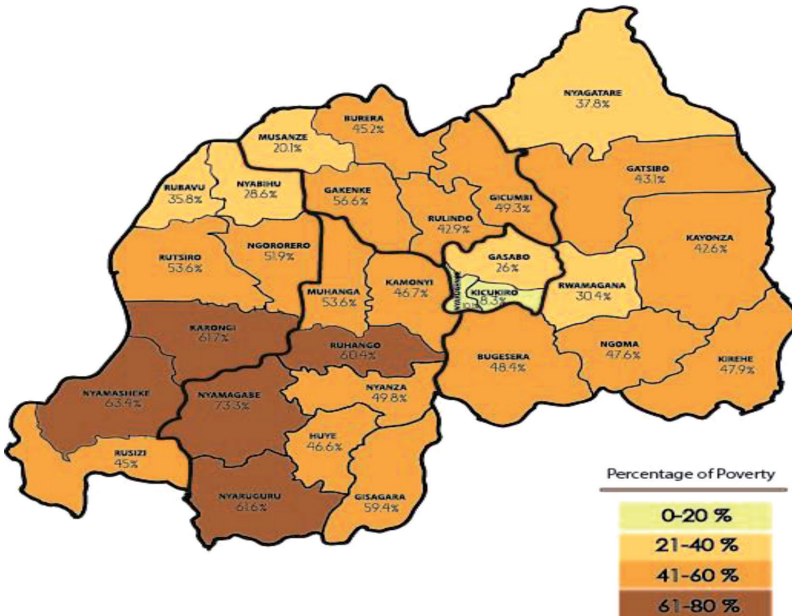 NYAGATARE
37.8%
BURERA
45.2%
MUSANZE
20.1%
GATSIBO
43.1%
RUBAVU
35.8%
NYABIHU
28.6%
GAKENKE
56.6%
GICUMBI
49.3%
RULINDO
42.9%
KAYONZA
42.6%
RUTSIRO
53.6%
NGORORERO
51.9%
GASABO
26%
MUHANGA
53.6%
KAMONYI
46.7%
KICUKIRO
8.3%
RWAMAGANA
30.4%
KARONGI
61.7%
RUHANGO
60.4%
BUGESERA
48.4%
NGOMA
47.6%
KIREHE
47.9%
NYAMASHEKE
63.4%
NYAMAGABE
73.3%
NYANZA
49.8%
HUYE
46.6%
RUSIZI
45%
NYARUGURU
61.6%
GISAGARA
59.4%
Percentage of Poverty
0-20 %
21-40 %
41-60 %
61-80 %